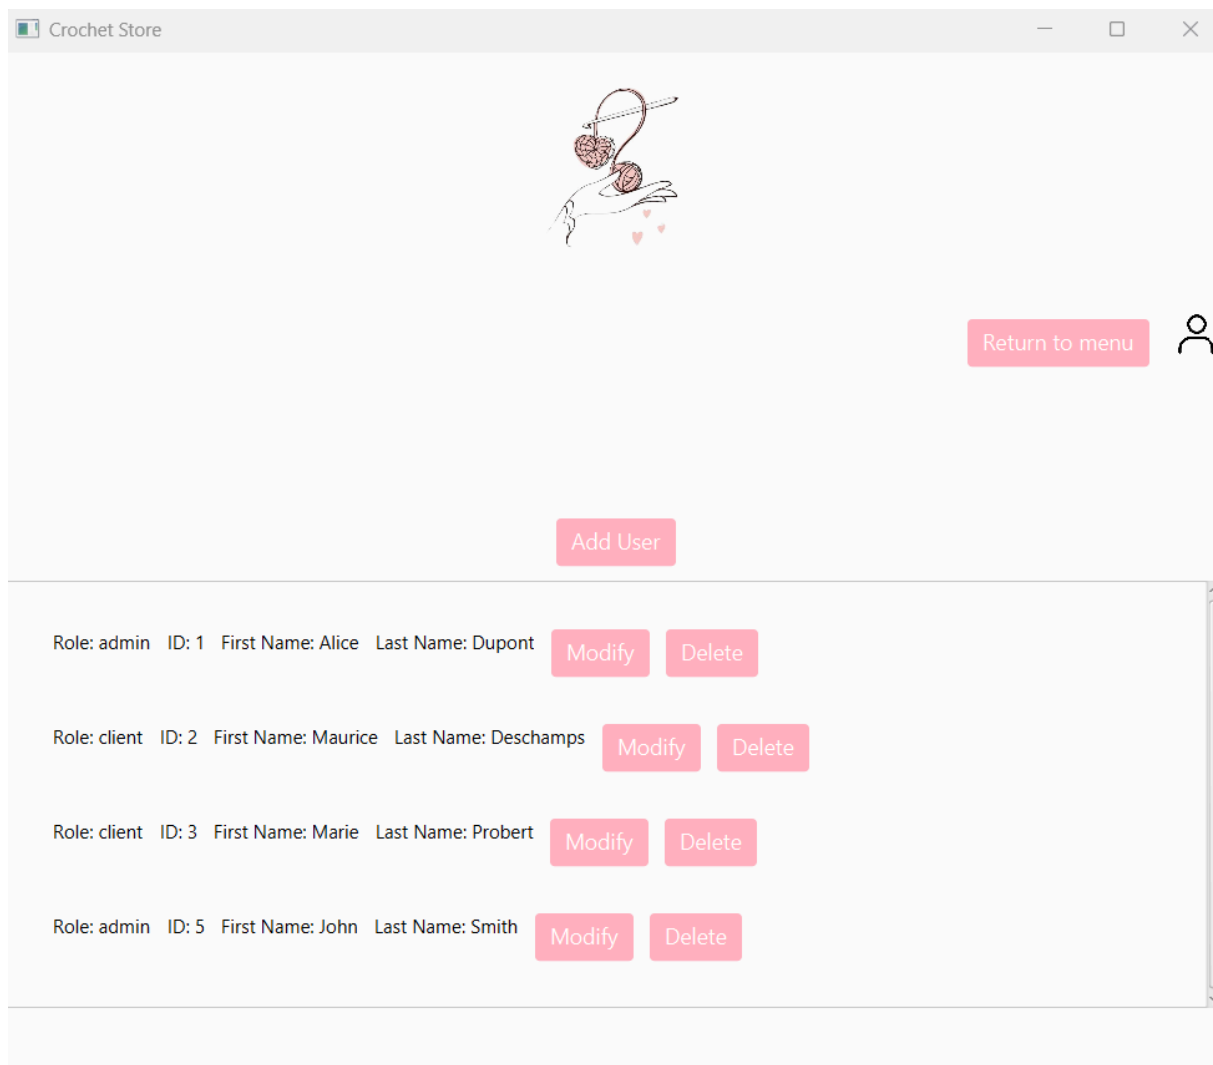 Crochet Store
Return to menu
Add User
Role: admin ID: 1 First Name: Alice Last Name: Dupont Modify Delete
Role: client ID: 2 First Name: Maurice Last Name: Deschamps Modify Delete
Role: client ID: 3 First Name: Marie Last Name: Probert Modify Delete
Role: admin ID: 5 First Name: John Last Name: Smith Modify Delete